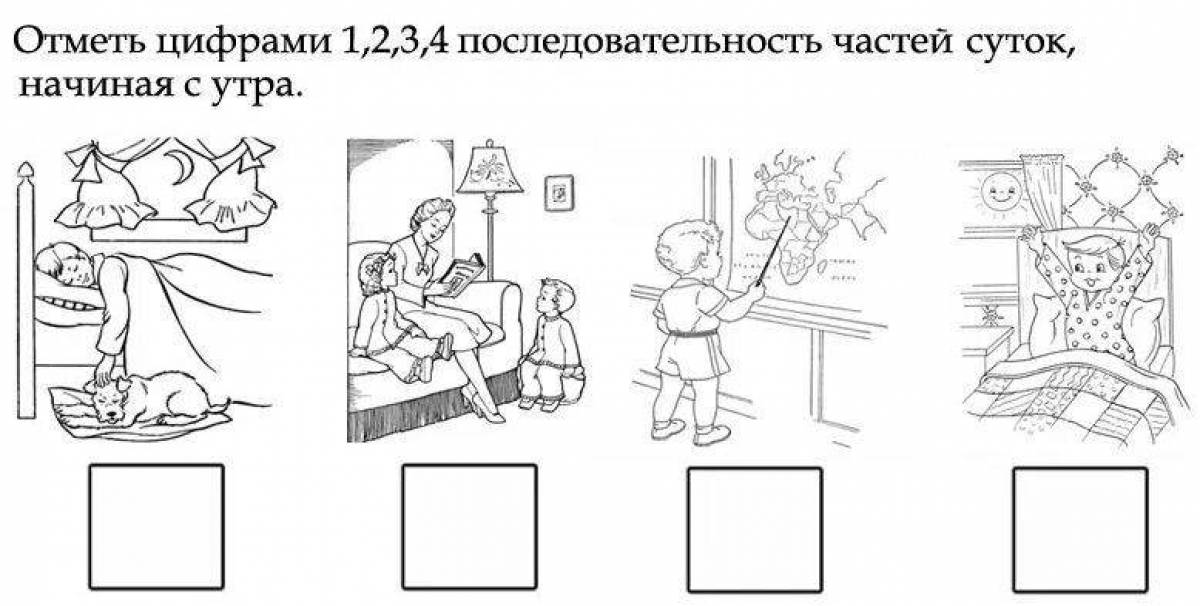 Отметь цифрами 1,2,3,4 последовательность частей суток,
начиная с утра.